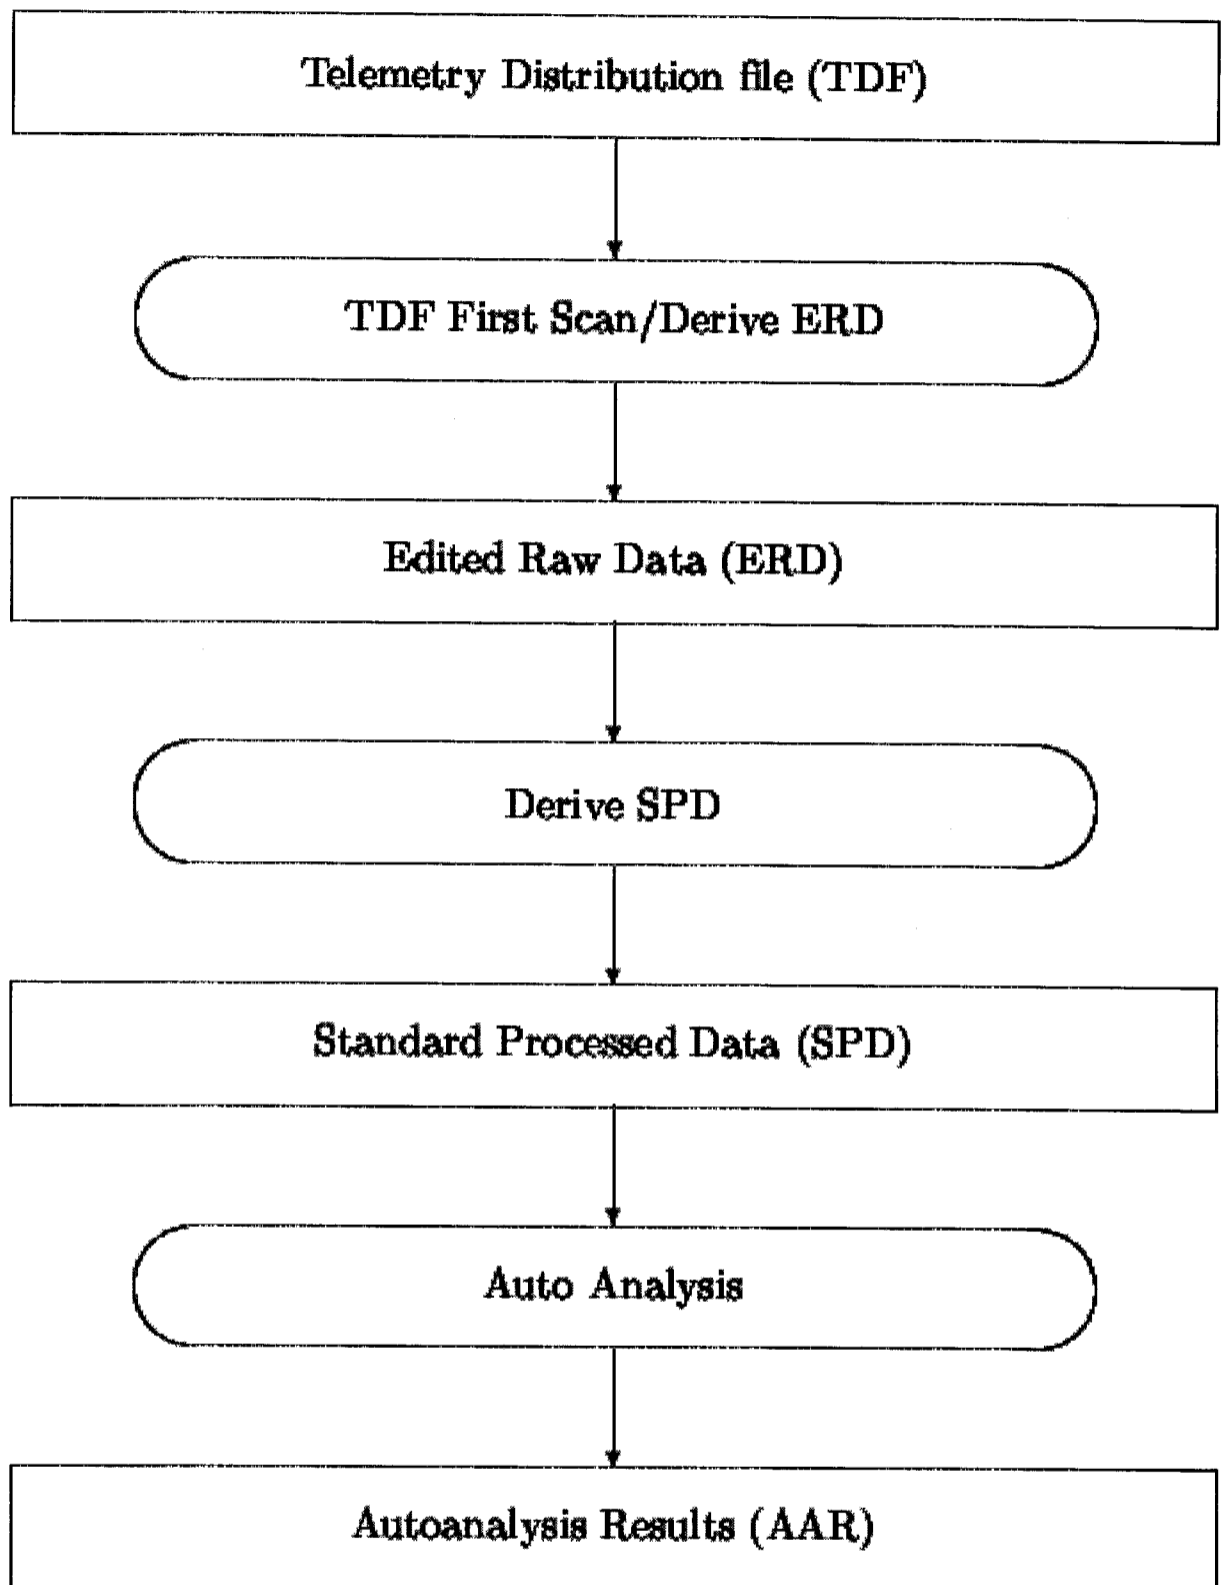 Telemetry Distribution file (TDF)
TDF First Scan/Derive ERD
Edited Raw Data (ERD)
Derive SPD
Standard Processed Data (SPD)
Auto Analysis
Autoanalysis Results (AAR)